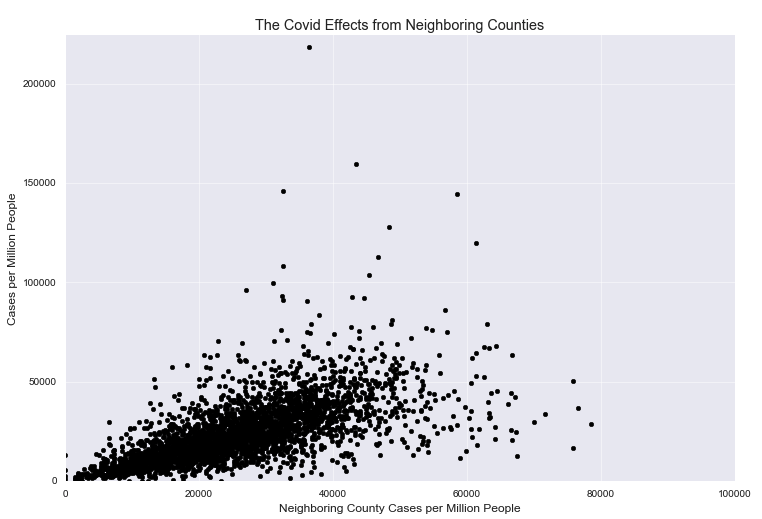 The Covid Effects from Neighboring Counties
200000
150000
100000
50000
0
Cases per Million People
0 20000 40000 60000 80000 100000
Neighboring County Cases per Million People